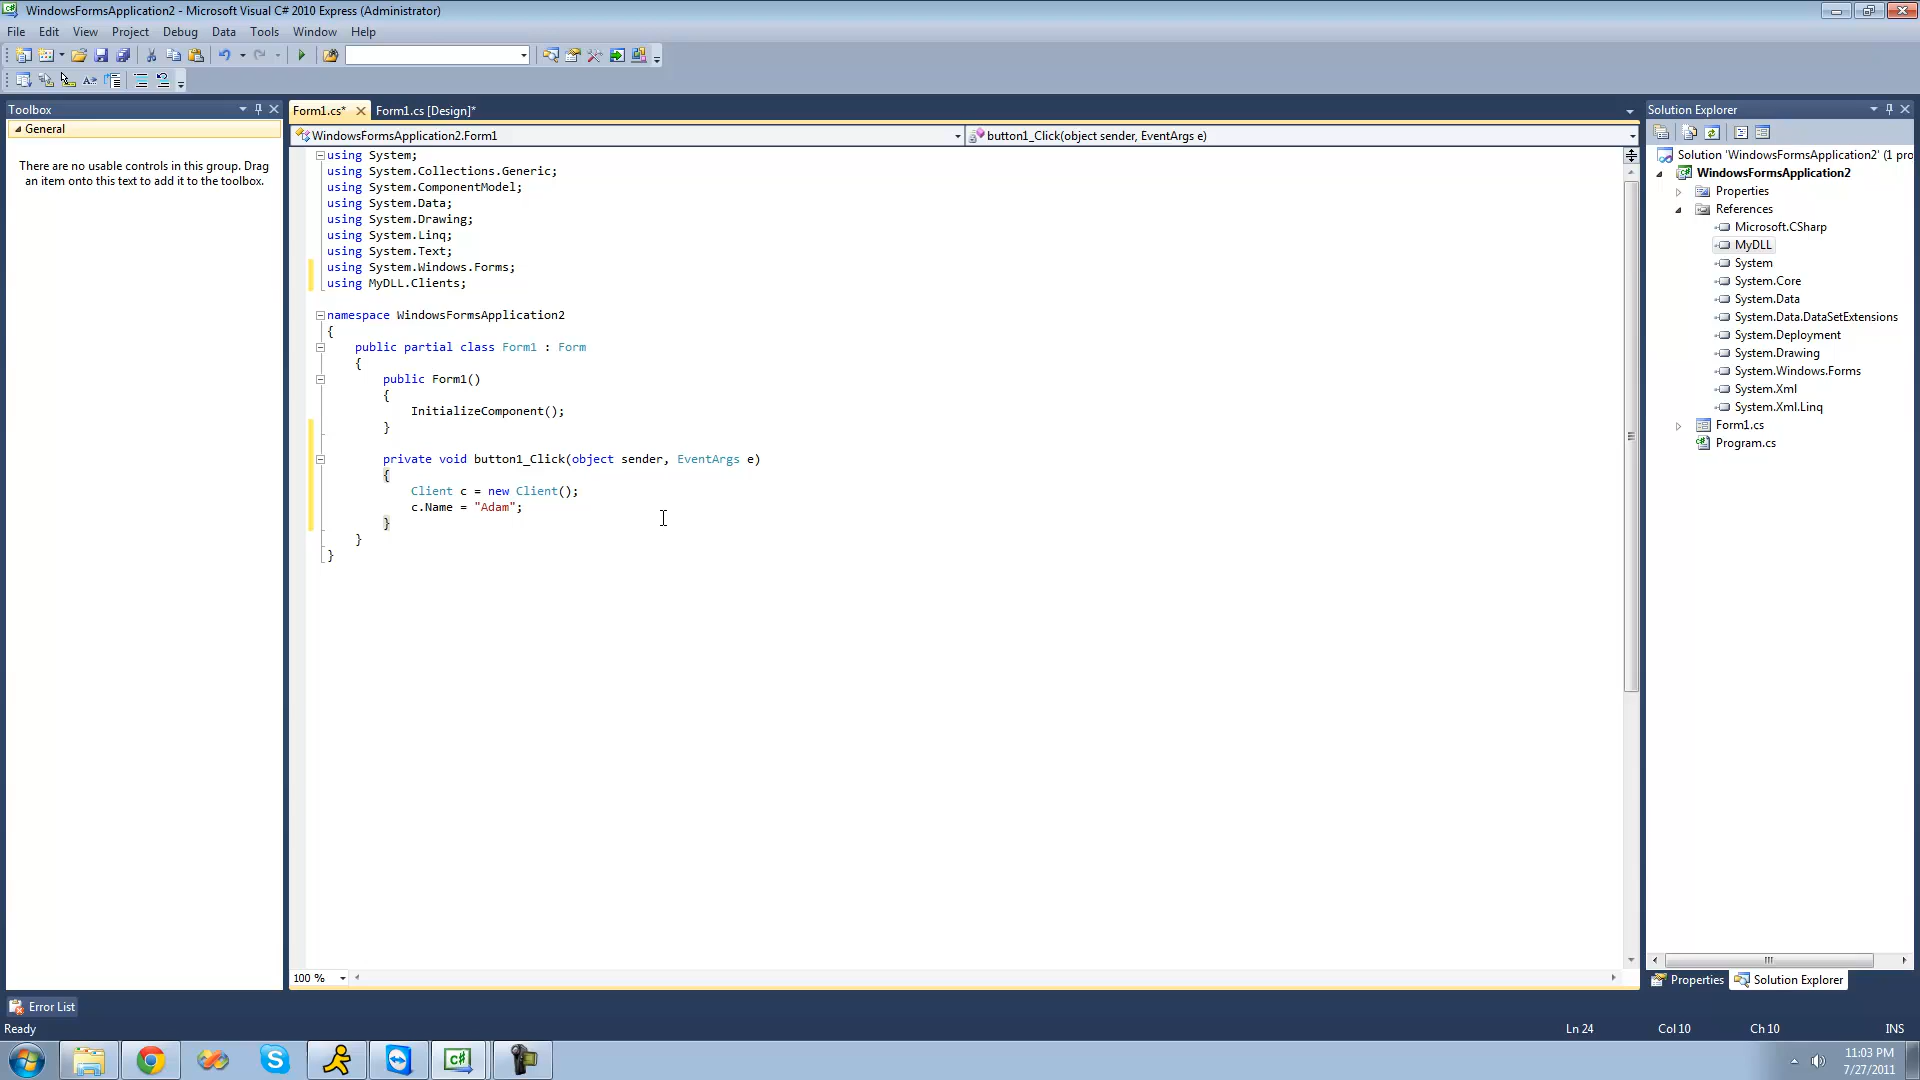 WindowsFormsApplication2 - Microsoft Visual C# 2010 Express (Administrator)
File Edit View Project Debug Data Tools Window Help
Toolbox
General
There are no usable controls in this group. Drag
an item onto this text to add it to the toolbox.
Form1.cs* Form1.cs [Design]*
WindowsFormsApplication2.Form1 button1_Click(object sender, EventArgs e)
using System;
using System.Collections.Generic;
using System.ComponentModel;
using System.Data;
using System.Drawing;
using System.Linq;
using System.Text;
using System.Windows.Forms;
using MyDLL.Clients;
namespace WindowsFormsApplication2
{
public partial class Form1 : Form
{
public Form1()
{
InitializeComponent();
}
private void button1_Click(object sender, EventArgs e)
{
Client c = new Client();
c.Name = "Adam";
}
}
}
100 %
Solution Explorer
Solution 'WindowsFormsApplication2' (1 pro
WindowsFormsApplication2
Properties
References
Microsoft.CSharp
MyDLL
System
System.Core
System.Data
System.Data.DataSetExtensions
System.Deployment
System.Drawing
System.Windows.Forms
System.Xml
System.Xml.Linq
Form1.cs
Program.cs
Properties Solution Explorer
Error List
Ready Ln 24 Col 10 Ch 10 INS
11:03 PM
7/27/2011